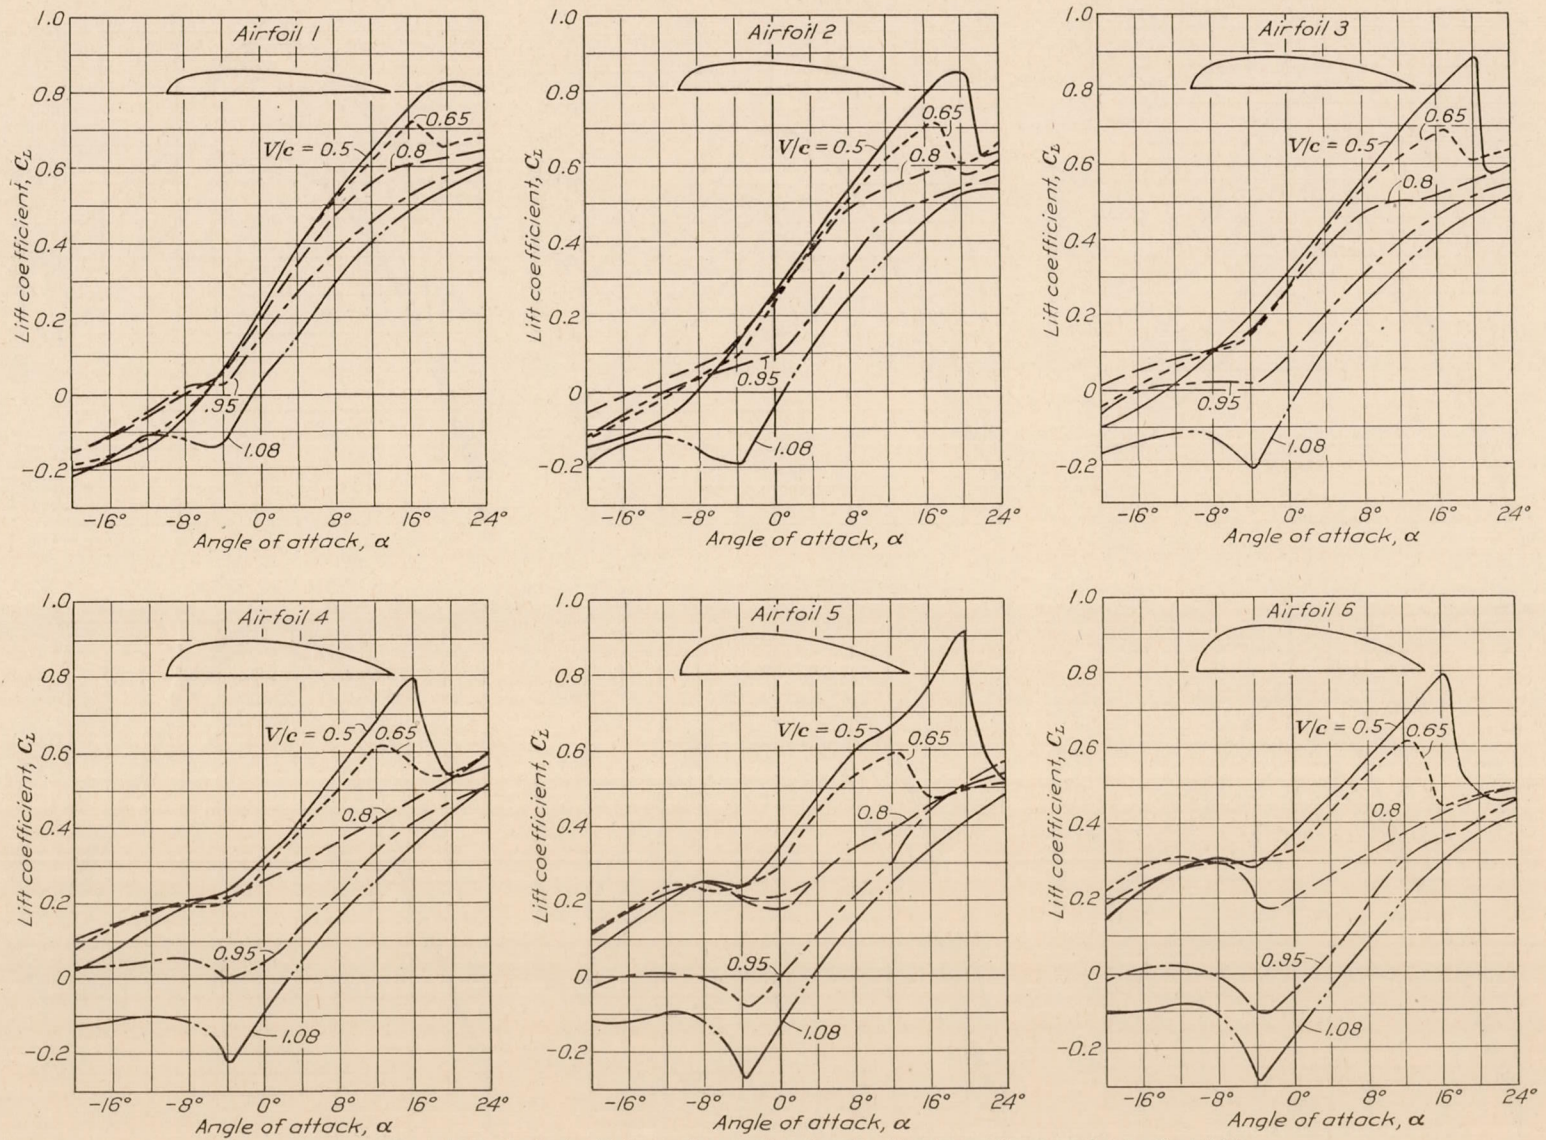 Airfoil 1
1.0
0.8
0.6
0.4
0.2
0
-0.2
Lift coefficient, CL
V/c = 0.5
0.65
0.8
.95
1.08
-16° -8° 0° 8° 16° 24°
Angle of attack, α
Airfoil 2
1.0
0.8
0.6
0.4
0.2
0
-0.2
Lift coefficient, CL
V/c = 0.5
0.65
0.8
0.95
1.08
-16° 0° 8° 16° 24°
Angle of attack, α
Airfoil 3
1.0
0.8
0.6
0.4
0.2
0
-0.2
Lift coefficient, CL
V/c = 0.5
0.65
0.8
0.95
1.08
-16° -8° 0° 8° 16° 24°
Angle of attack, α
Airfoil 4
1.0
0.8
0.6
0.4
0.2
0
-0.2
Lift coefficient, CL
V/c = 0.5
0.65
0.8
0.95
1.08
-16° -8° 0° 8° 16° 24°
Angle of attack, α
Airfoil 5
1.0
0.8
0.6
0.4
0.2
0
-0.2
Lift coefficient, CL
V/c = 0.5
0.65
0.8
0.95
1.08
-16° -8° 0° 8° 16° 24°
Angle of attack, α
Airfoil 6
1.0
0.8
0.6
0.4
0.2
0
-0.2
Lift coefficient, CL
V/c = 0.5
0.65
0.8
0.95
1.08
-16° -8° 0° 8° 16° 24°
Angle of attack, α